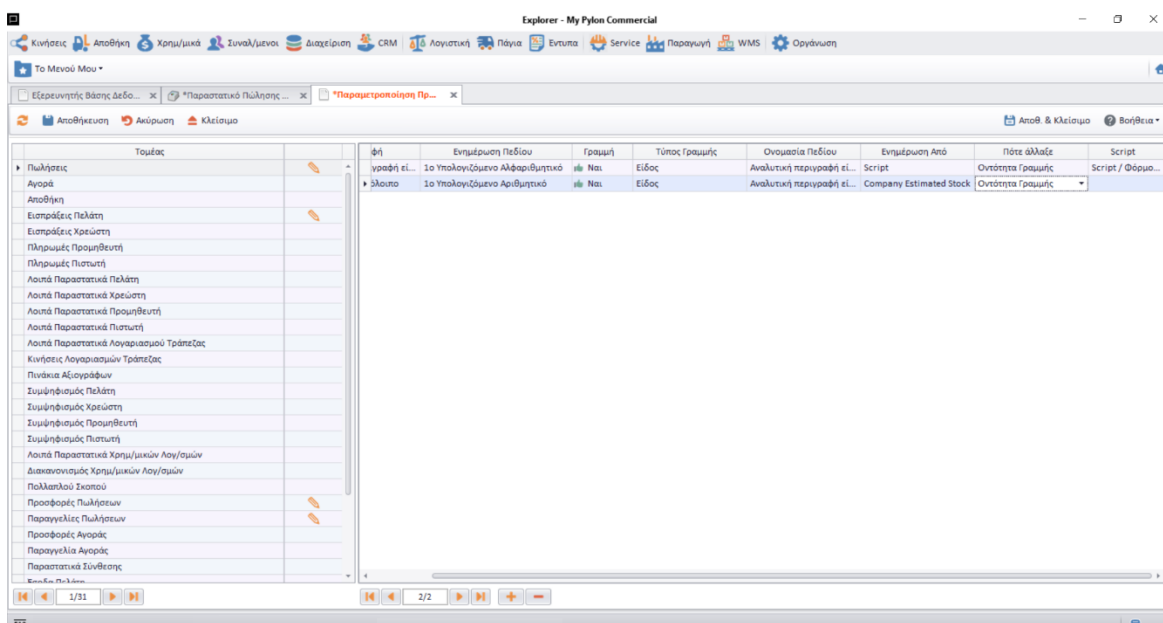 Explorer - My Pylon Commercial
Κινήσεις Αποθήκη Χρημ/μικά Συναλ/μενοι Διαχείριση CRM Λογιστική Πάγια Εντυπα Service Παραγωγή WMS Οργάνωση
Το Μενού Μου
Εξερευνητής Βάσης Δεδο... *Παραστατικό Πώλησης ... *Παραμετροποίηση Πρ...
Αποθήκευση Ακύρωση Κλείσιμο Αποθ. & Κλείσιμο Βοήθεια
Τομέας φή Ενημέρωση Πεδίου Γραμμή Τύπος Γραμμής Ονομασία Πεδίου Ενημέρωση Από Πότε άλλαξε Script
Πωλήσεις γραφή εί... 1ο Υπολογιζόμενο Αλφαριθμητικό Ναι Είδος Αναλυτική περιγραφή εί... Script Οντότητα Γραμμής Script / Φόρμο...
Αγορά όλοιπο 1ο Υπολογιζόμενο Αριθμητικό Ναι Είδος Αναλυτική περιγραφή εί... Company Estimated Stock Οντότητα Γραμμής
Αποθήκη
Εισπράξεις Πελάτη
Εισπράξεις Χρεώστη
Πληρωμές Προμηθευτή
Πληρωμές Πιστωτή
Λοιπά Παραστατικά Πελάτη
Λοιπά Παραστατικά Χρεώστη
Λοιπά Παραστατικά Προμηθευτή
Λοιπά Παραστατικά Πιστωτή
Λοιπά Παραστατικά Λογαριασμού Τράπεζας
Κινήσεις Λογαριασμών Τράπεζας
Πινάκια Αξιογράφων
Συμψηφισμός Πελάτη
Συμψηφισμός Χρεώστη
Συμψηφισμός Προμηθευτή
Συμψηφισμός Πιστωτή
Λοιπά Παραστατικά Χρημ/μικών Λογ/σμών
Διακανονισμός Χρημ/μικών Λογ/σμών
Πολλαπλού Σκοπού
Προσφορές Πωλήσεων
Παραγγελίες Πωλήσεων
Προσφορές Αγοράς
Παραγγελία Αγοράς
Παραστατικά Σύνθεσης
1/31 2/2